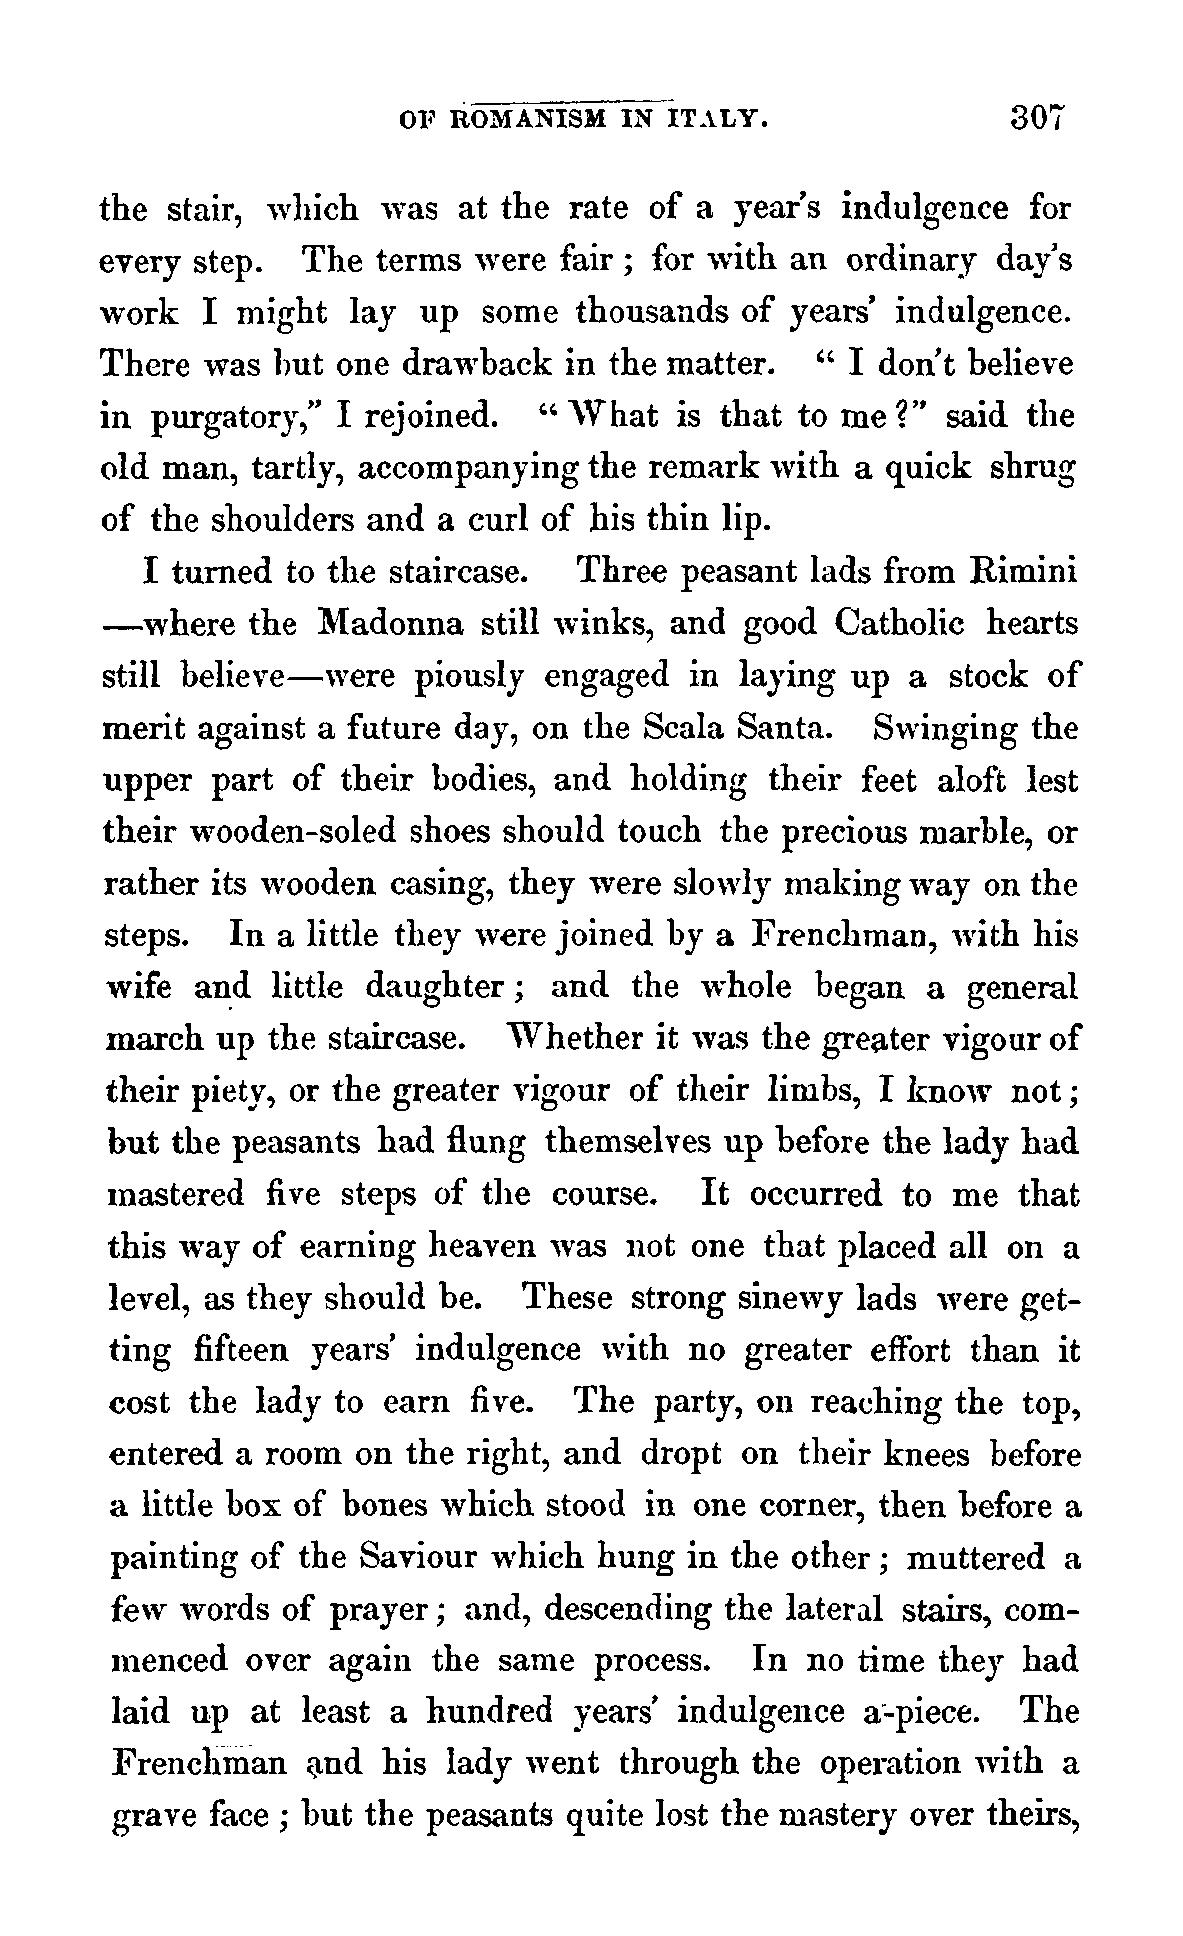 OF ROMANISM IN ITALY. 307
the stair, which was at the rate of a year's indulgence for
every step. The terms were fair ; for with an ordinary day's
work I might lay up some thousands of years' indulgence.
There was but one drawback in the matter. “ I don't believe
in purgatory,” I rejoined. “ What is that to me ?” said the
old man, tartly, accompanying the remark with a quick shrug
of the shoulders and a curl of his thin lip.
I turned to the staircase. Three peasant lads from Rimini
—where the Madonna still winks, and good Catholic hearts
still believe—were piously engaged in laying up a stock of
merit against a future day, on the Scala Santa. Swinging the
upper part of their bodies, and holding their feet aloft lest
their wooden-soled shoes should touch the precious marble, or
rather its wooden casing, they were slowly making way on the
steps. In a little they were joined by a Frenchman, with his
wife and little daughter ; and the whole began a general
march up the staircase. Whether it was the greater vigour of
their piety, or the greater vigour of their limbs, I know not ;
but the peasants had flung themselves up before the lady had
mastered five steps of the course. It occurred to me that
this way of earning heaven was not one that placed all on a
level, as they should be. These strong sinewy lads were get-
ting fifteen years' indulgence with no greater effort than it
cost the lady to earn five. The party, on reaching the top,
entered a room on the right, and dropt on their knees before
a little box of bones which stood in one corner, then before a
painting of the Saviour which hung in the other ; muttered a
few words of prayer ; and, descending the lateral stairs, com-
menced over again the same process. In no time they had
laid up at least a hundred years' indulgence a-piece. The
Frenchman and his lady went through the operation with a
grave face ; but the peasants quite lost the mastery over theirs,